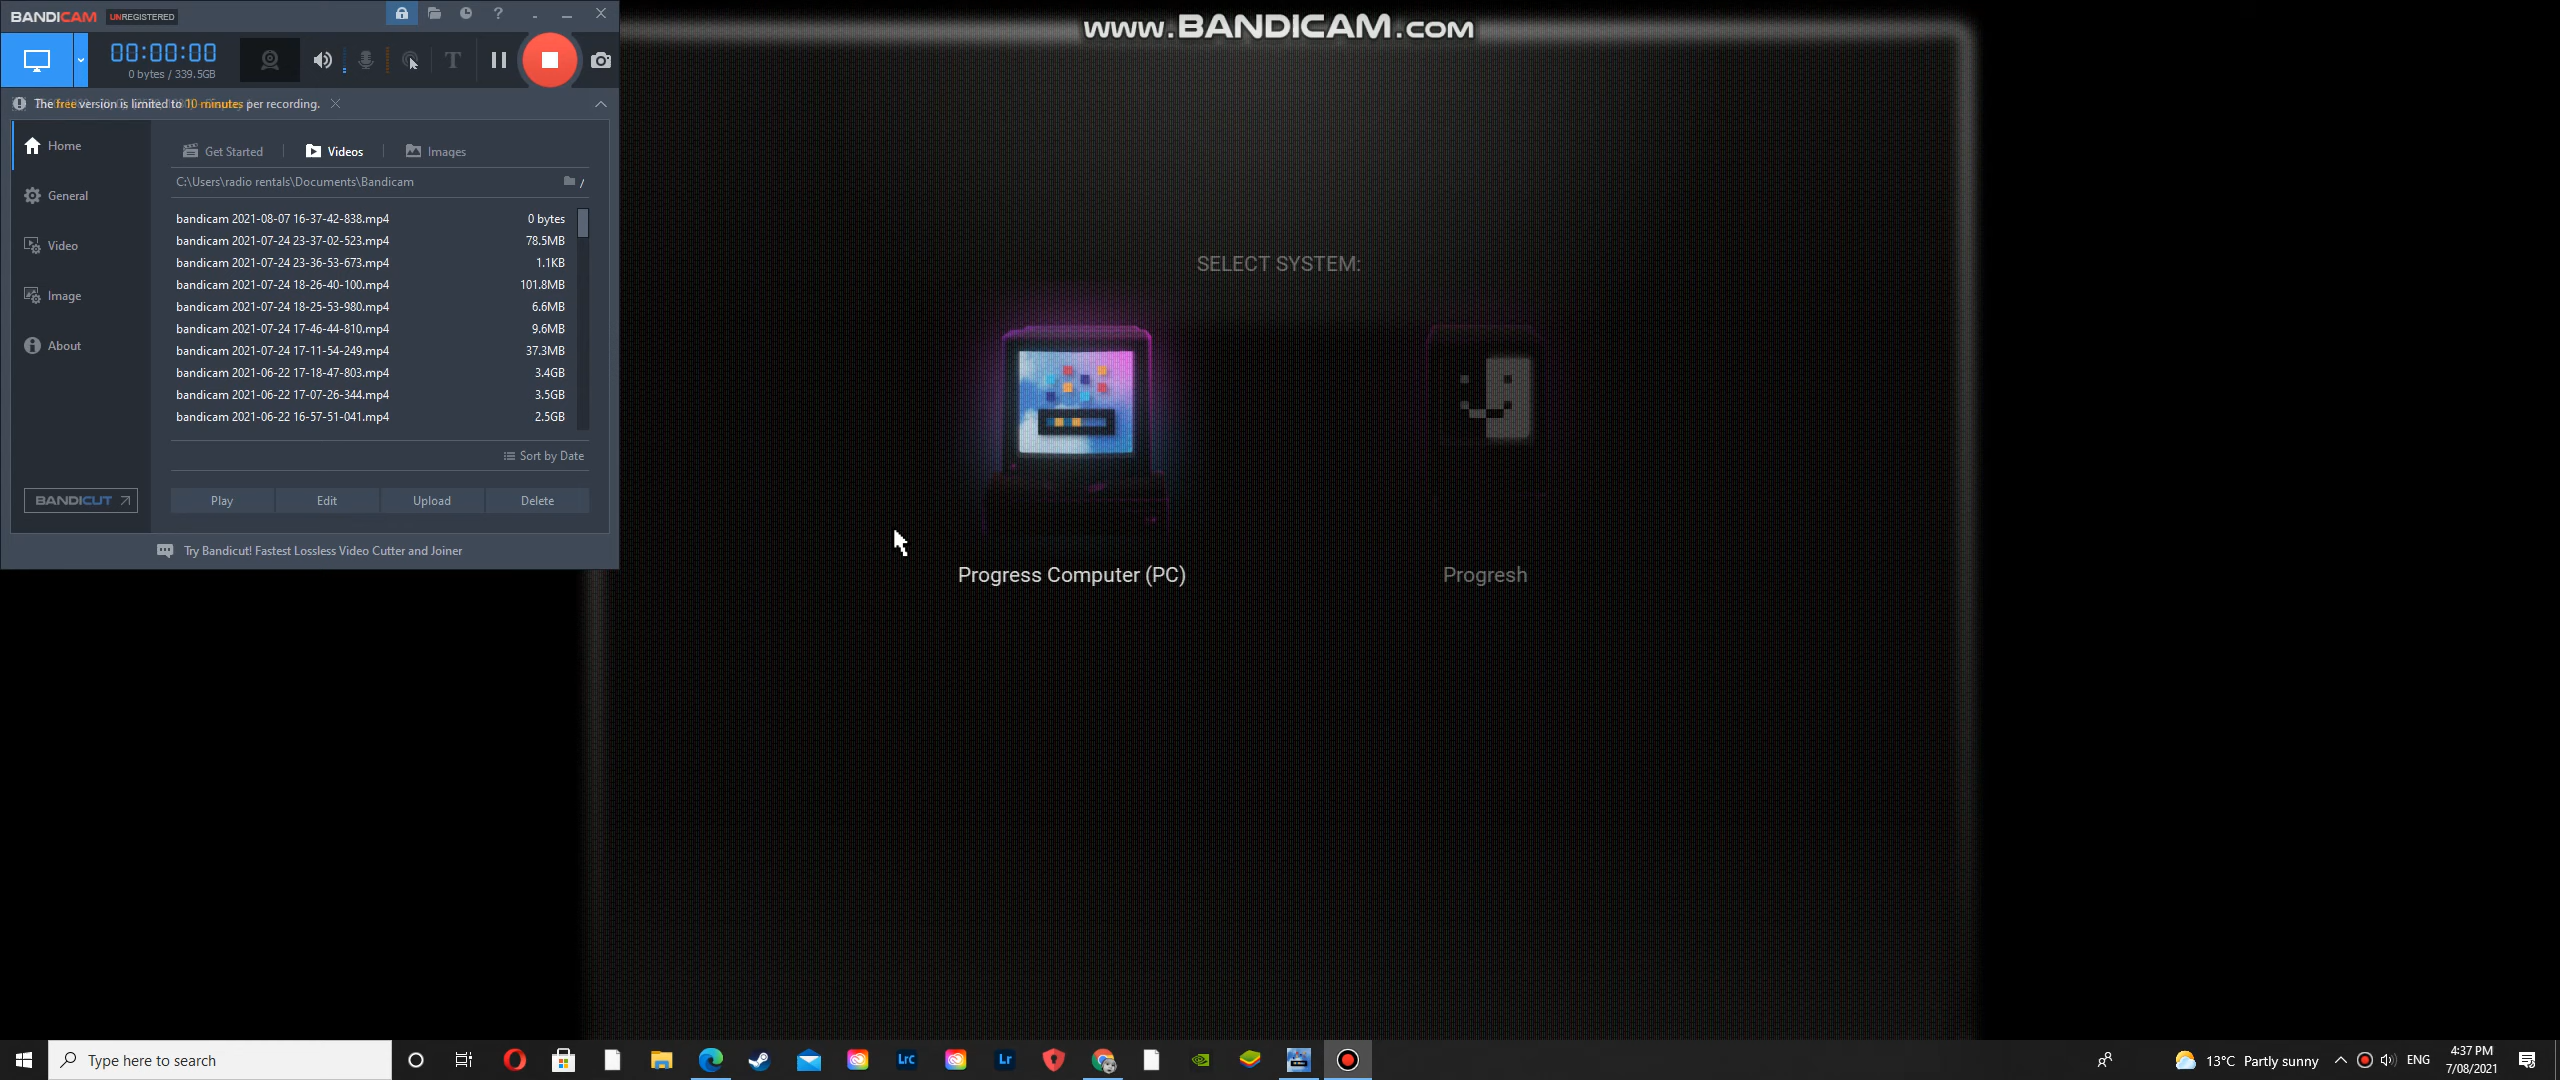 BANDICAM UNREGISTERED
?
www.BANDICAM.COM
00:00:00
0 bytes / 339.5GB
T
The free version is limited to 10 minutes per recording.
Home
General
Video
Image
About
BANDICUT
Get Started
Videos
Images
C:\Users\radio rentals\Documents\Bandicam
/
bandicam 2021-08-07 16-37-42-838.mp4 0 bytes
bandicam 2021-07-24 23-37-02-523.mp4 78.5MB
bandicam 2021-07-24 23-36-53-673.mp4 1.1KB
bandicam 2021-07-24 18-26-40-100.mp4 101.8MB
bandicam 2021-07-24 18-25-53-980.mp4 6.6MB
bandicam 2021-07-24 17-46-44-810.mp4 9.6MB
bandicam 2021-07-24 17-11-54-249.mp4 37.3MB
bandicam 2021-06-22 17-18-47-803.mp4 3.4GB
bandicam 2021-06-22 17-07-26-344.mp4 3.5GB
bandicam 2021-06-22 16-57-51-041.mp4 2.5GB
Sort by Date
Play Edit Upload Delete
Try Bandicut! Fastest Lossless Video Cutter and Joiner
SELECT SYSTEM:
Progress Computer (PC)
Progresh
Type here to search
Lrc
Lr
13°C Partly sunny
ENG
4:37 PM
7/08/2021